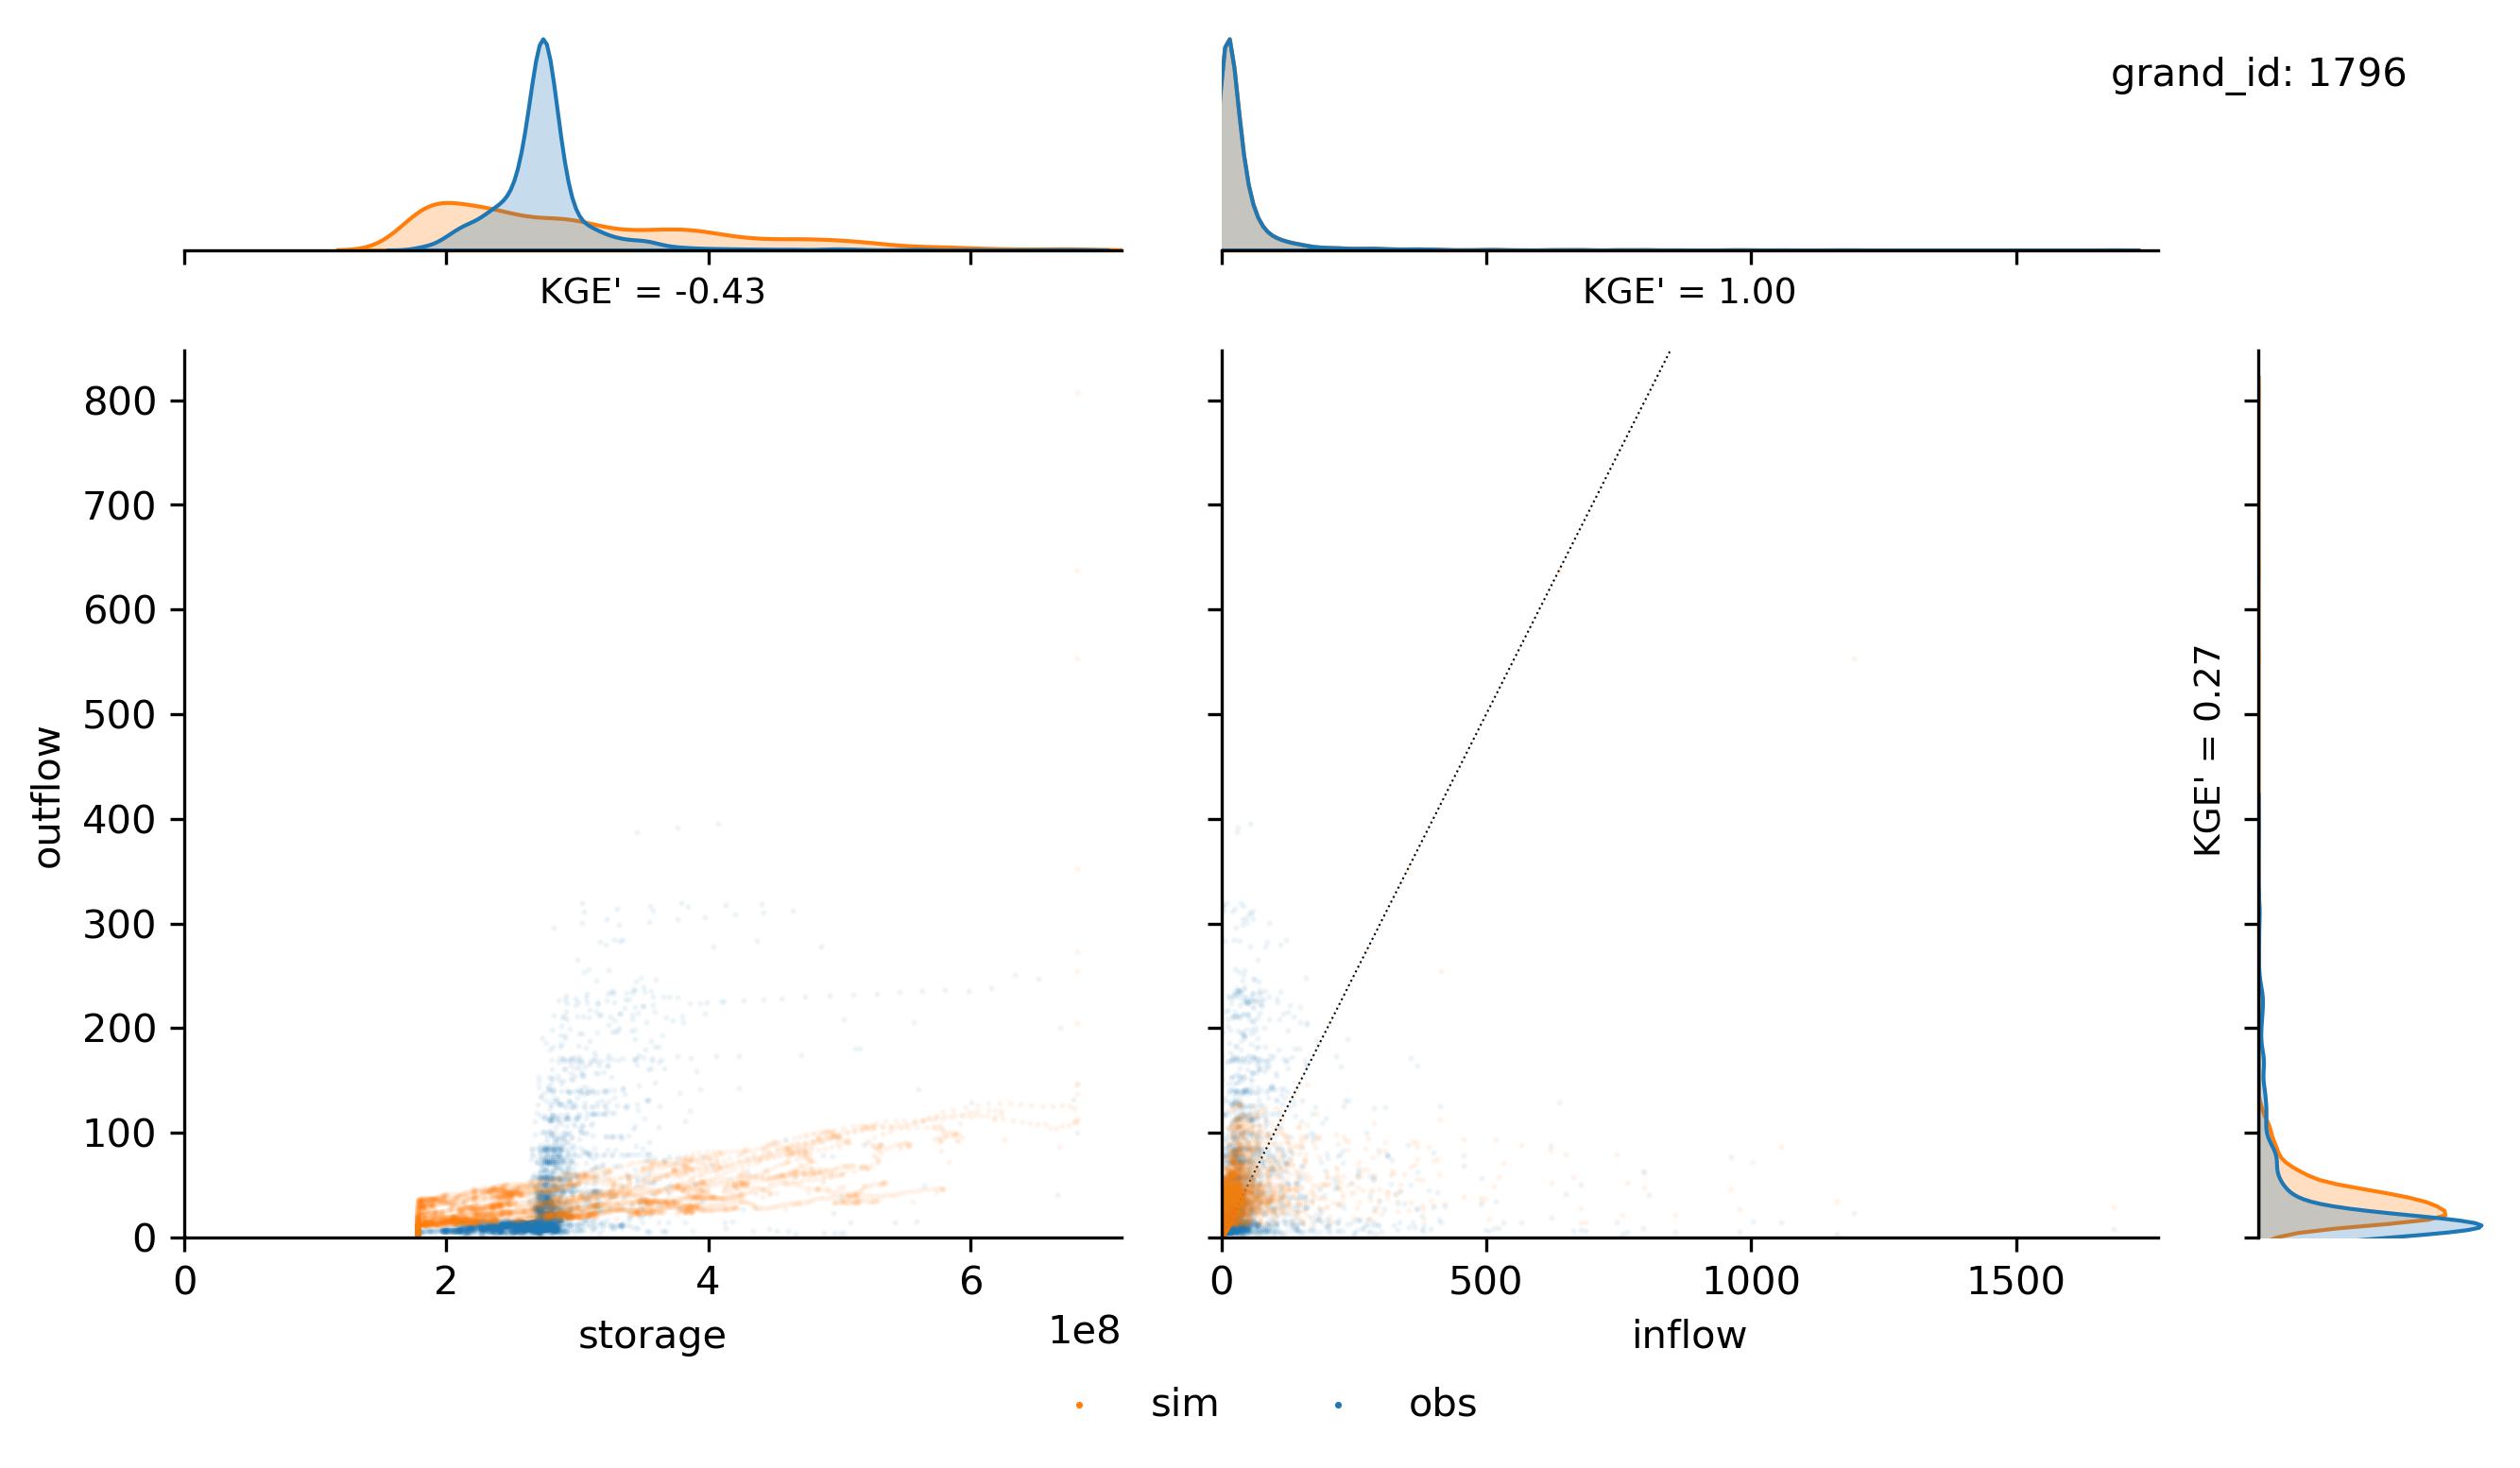 grand_id: 1796
KGE' = -0.43
KGE' = 1.00
800
700
600
500
400
300
200
100
0
outflow
KGE' = 0.27
0 2 4 6
0 500 1000 1500
1e8
storage
inflow
sim obs